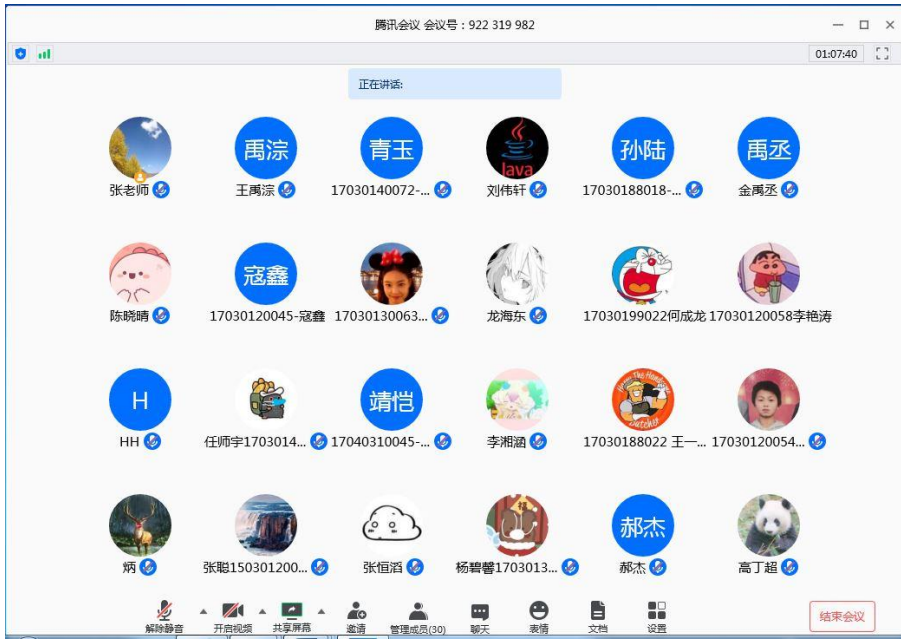 腾讯会议 会议号：922 319 982
01:07:40
正在讲话:
禹淙 青玉 Java 孙陆 禹丞
张老师 王禹淙 17030140072-... 刘伟轩 17030188018-... 金禹丞
寇鑫
陈晓晴 17030120045-寇鑫 17030130063... 龙海东 17030199022何成龙 17030120058李艳涛
H 靖恺
HH 任师宇1703014... 17040310045-... 李湘涵 17030188022 王一... 17030120054...
福 郝杰
炳 张聪150301200... 张恒滔 杨碧馨1703013... 郝杰 高丁超
解除静音 开启视频 共享屏幕 邀请 管理成员(30) 聊天 表情 文档 设置 结束会议